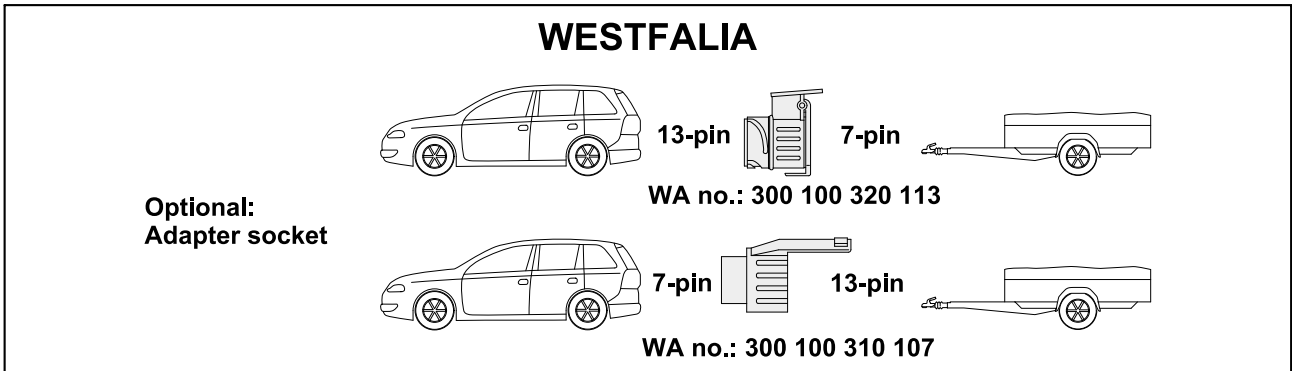 WESTFALIA
13-pin 7-pin
WA no.: 300 100 320 113
Optional:
Adapter socket
7-pin 13-pin
WA no.: 300 100 310 107